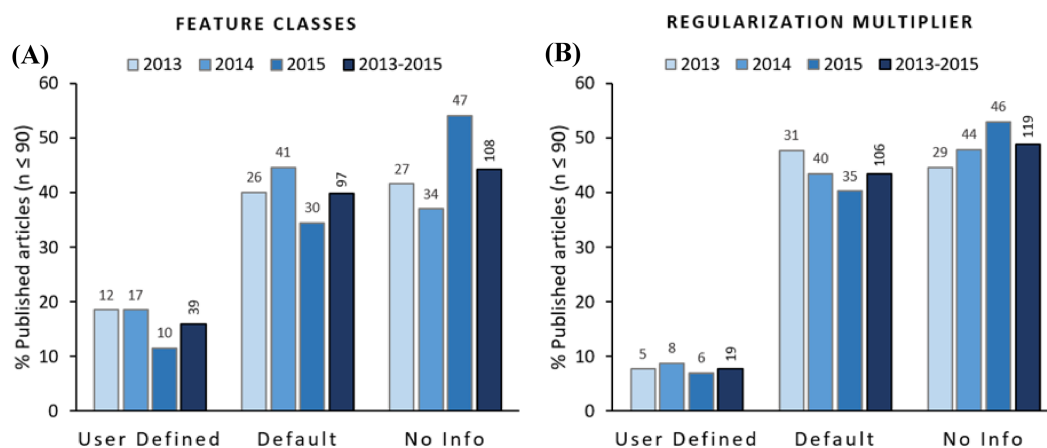 FEATURE CLASSES
(A)
2013 2014 2015 2013-2015
% Published articles (n ≤ 90)
60
50
40
30
20
10
0
12 17 10 39
26 41 30 97
27 34 47 108
User Defined Default No Info
REGULARIZATION MULTIPLIER
(B)
2013 2014 2015 2013-2015
% Published articles (n ≤ 90)
60
50
40
30
20
10
0
5 8 6 19
31 40 35 106
29 44 46 119
User Defined Default No Info